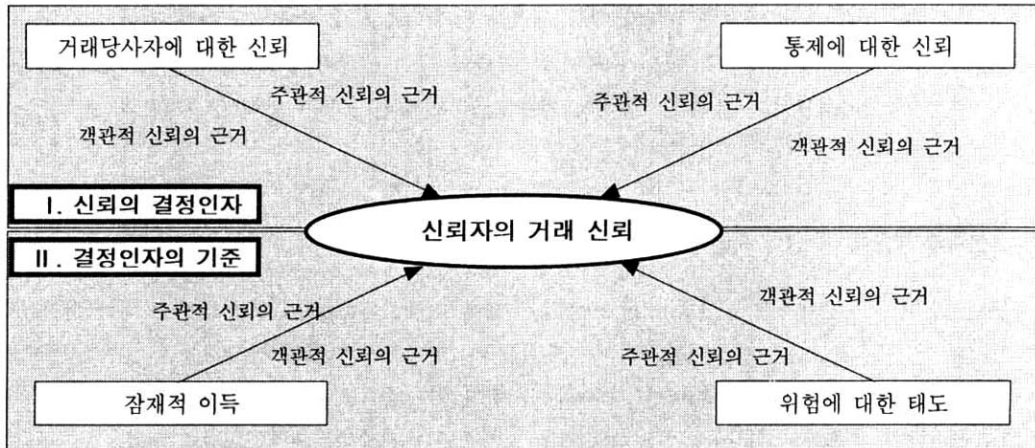 거래당사자에 대한 신뢰
통제에 대한 신뢰
주관적 신뢰의 근거
주관적 신뢰의 근거
객관적 신뢰의 근거
객관적 신뢰의 근거
I. 신뢰의 결정인자
신뢰자의 거래 신뢰
II. 결정인자의 기준
주관적 신뢰의 근거
객관적 신뢰의 근거
객관적 신뢰의 근거
주관적 신뢰의 근거
잠재적 이득
위험에 대한 태도